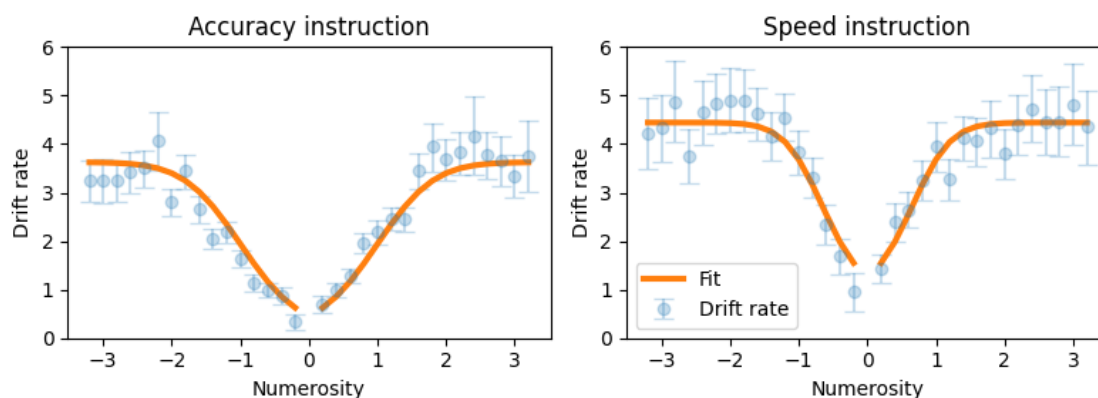 Accuracy instruction
Drift rate
6
5
4
3
2
1
0
−3 −2 −1 0 1 2 3
Numerosity
Speed instruction
Drift rate
6
5
4
3
2
1
0
Fit
Drift rate
−3 −2 −1 0 1 2 3
Numerosity